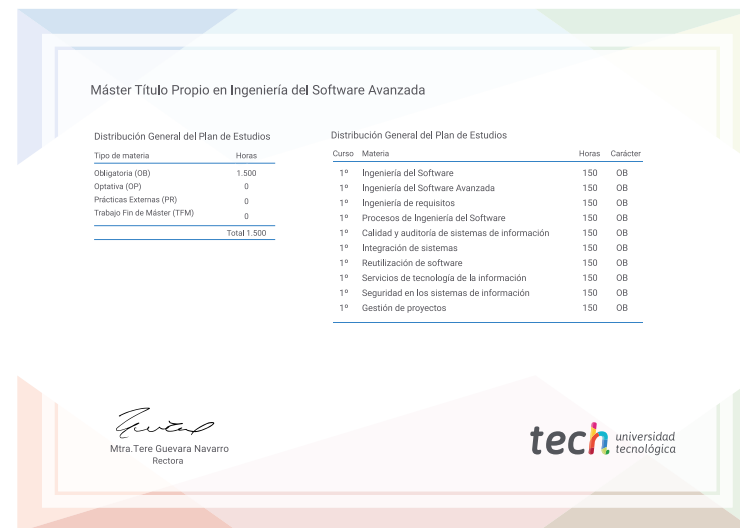 Máster Título Propio en Ingeniería del Software Avanzada
Distribución General del Plan de Estudios
Tipo de materia Horas
Obligatoria (OB) 1.500
Optativa (OP) 0
Prácticas Externas (PR) 0
Trabajo Fin de Máster (TFM) 0
Total 1.500
Distribución General del Plan de Estudios
Curso Materia Horas Carácter
1º Ingeniería del Software 150 OB
1º Ingeniería del Software Avanzada 150 OB
1º Ingeniería de requisitos 150 OB
1º Procesos de Ingeniería del Software 150 OB
1º Calidad y auditoría de sistemas de información 150 OB
1º Integración de sistemas 150 OB
1º Reutilización de software 150 OB
1º Servicios de tecnología de la información 150 OB
1º Seguridad en los sistemas de información 150 OB
1º Gestión de proyectos 150 OB
Mtra.Tere Guevara Navarro
Rectora
tech universidad
tecnológica